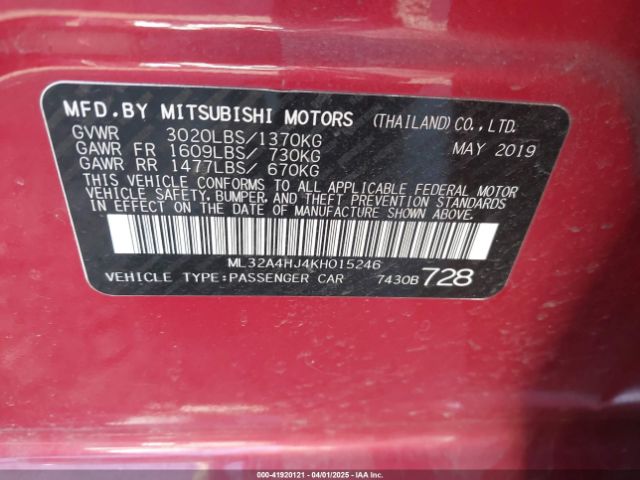 MFD.BY MITSUBISHI MOTORS (THAILAND)CO.,LTD.
GVWR 3020LBS/1370KG MAY 2019
GAWR FR 1609LBS/ 730KG
GAWR RR 1477LBS/ 670KG
THIS VEHICLE CONFORMS TO ALL APPLICABLE FEDERAL MOTOR
VEHICLE SAFETY, BUMPER, AND THEFT PREVENTION STANDARDS
IN EFFECT ON THE DATE OF MANUFACTURE SHOWN ABOVE.
ML32A4HJ4KH015246
VEHICLE TYPE:PASSENGER CAR 7430B 728
000-41920121 - 04/01/2025 - IAA Inc.